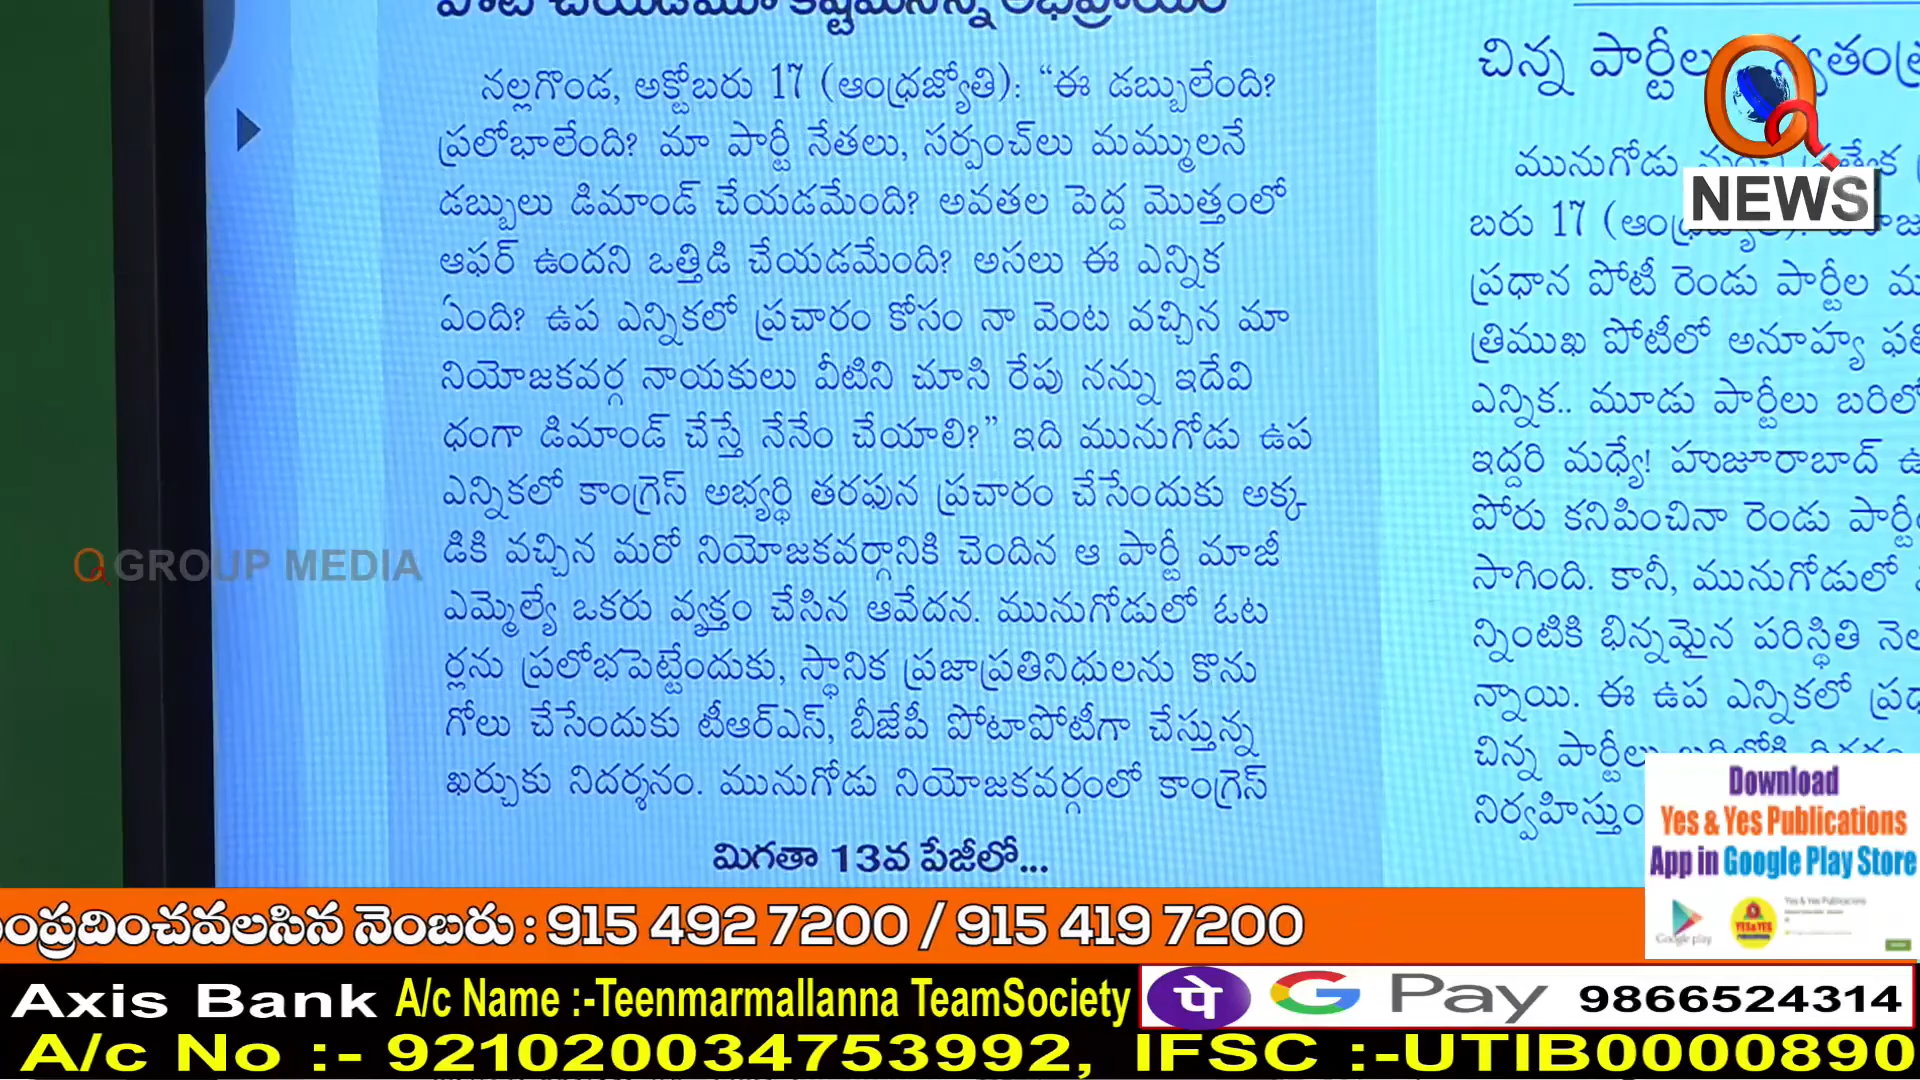 నల్లగొండ, అక్టోబరు 17 (ఆంధ్రజ్యోతి): “ఈ డబ్బులేంది?
ప్రలోభాలేంది? మా పార్టీ నేతలు, సర్పంచ్‌లు మమ్ములనే
డబ్బులు డిమాండ్ చేయడమేంది? అవతల పెద్ద మొత్తంలో
ఆఫర్ ఉందని ఒత్తిడి చేయడమేంది? అసలు ఈ ఎన్నిక
ఏంది? ఉప ఎన్నికలో ప్రచారం కోసం నా వెంట వచ్చిన మా
నియోజకవర్గ నాయకులు వీటిని చూసి రేపు నన్ను ఇదేవి
ధంగా డిమాండ్ చేస్తే నేనేం చేయాలి?” ఇది మునుగోడు ఉప
ఎన్నికలో కాంగ్రెస్ అభ్యర్థి తరఫున ప్రచారం చేసేందుకు అక్క
డికి వచ్చిన మరో నియోజకవర్గానికి చెందిన ఆ పార్టీ మాజీ
ఎమ్మెల్యే ఒకరు వ్యక్తం చేసిన ఆవేదన. మునుగోడులో ఓట
ర్లను ప్రలోభపెట్టేందుకు, స్థానిక ప్రజాప్రతినిధులను కొను
గోలు చేసేందుకు టీఆర్ఎస్, బీజేపీ పోటాపోటీగా చేస్తున్న
ఖర్చుకు నిదర్శనం. మునుగోడు నియోజకవర్గంలో కాంగ్రెస్
మిగతా 13వ పేజీలో...
చిన్న పార్టీల
మునుగోడు
బరు 17
ప్రధాన పోటీ రెండు పార్టీల
త్రిముఖ పోటీలో అనూహ్య
ఎన్నిక.. మూడు పార్టీలు
ఇద్దరి మధ్యే! హుజూరాబాద్
పోరు కనిపించినా రెండు
సాగింది. కానీ, మునుగోడులో
న్నింటికి భిన్నమైన పరిస్థితి
న్నాయి. ఈ ఉప ఎన్నికలో
చిన్న పార్టీలు
Q NEWS
Q GROUP MEDIA
Download
Yes & Yes Publications
App in Google Play Store
Google play
సంప్రదించవలసిన నెంబరు : 915 492 7200 / 915 419 7200
Axis Bank A/c Name :-Teenmarmallanna TeamSociety
पे G Pay 9866524314
A/c No :- 921020034753992, IFSC :-UTIB0000890